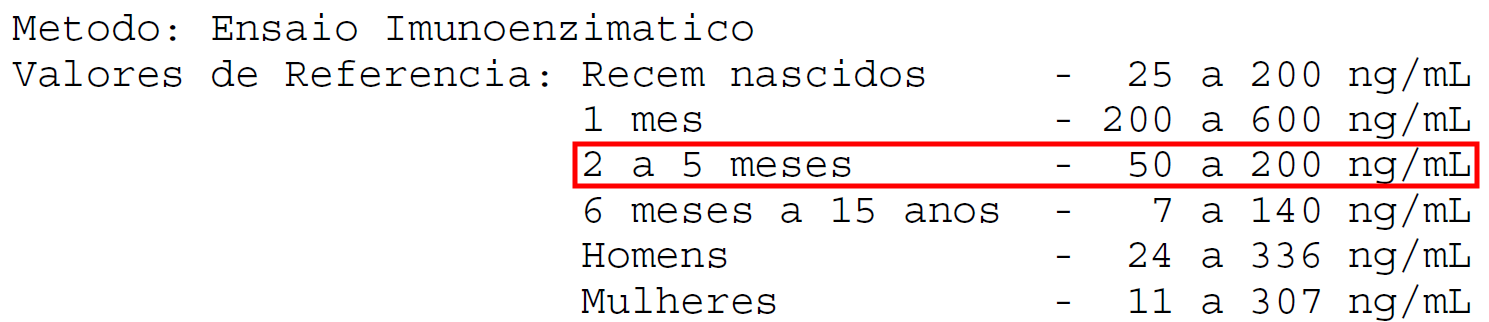 Metodo: Ensaio Imunoenzimatico
Valores de Referencia: Recem nascidos - 25 a 200 ng/mL
1 mes - 200 a 600 ng/mL
2 a 5 meses - 50 a 200 ng/mL
6 meses a 15 anos - 7 a 140 ng/mL
Homens - 24 a 336 ng/mL
Mulheres - 11 a 307 ng/mL